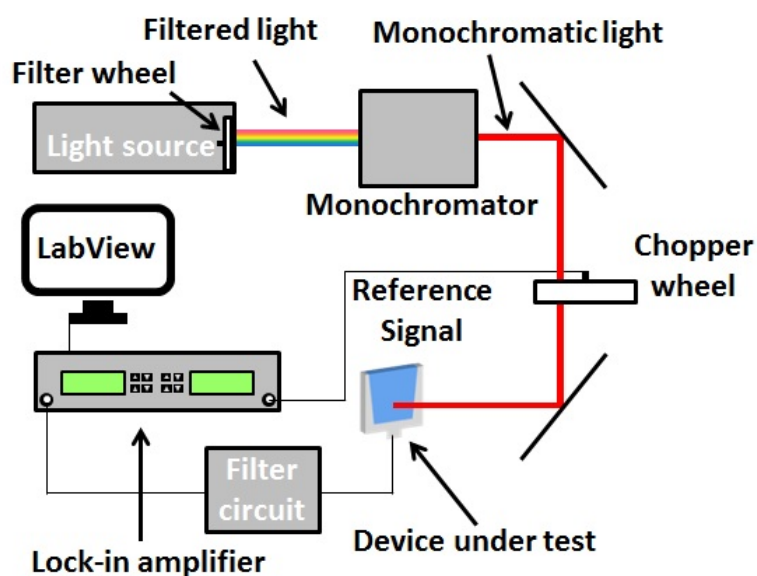 Filtered light
Monochromatic light
Filter wheel
Light source
Monochromator
LabView
Chopper
wheel
Reference
Signal
Filter
circuit
Device under test
Lock-in amplifier